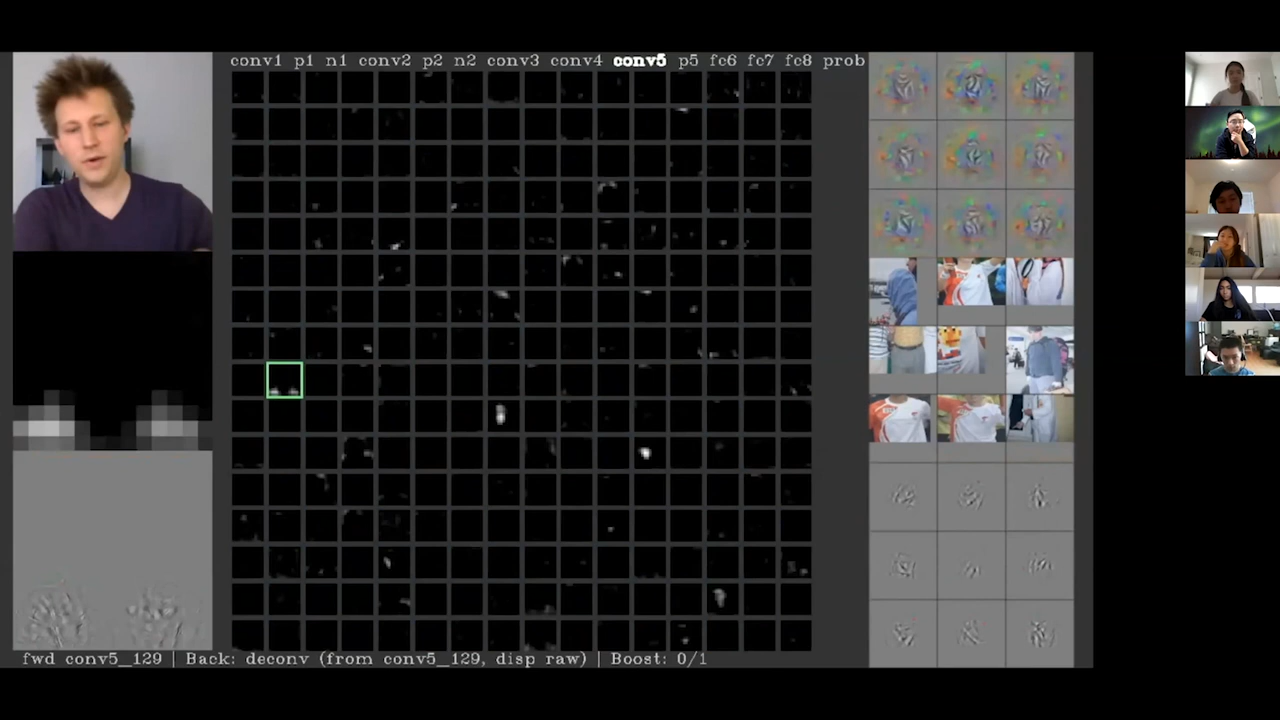 conv1 p1 n1 conv2 p2 n2 conv3 conv4 conv5 p5 fc6 fc7 fc8 prob
fwd conv5_129 | Back: deconv (from conv5_129, disp raw) | Boost: 0/1